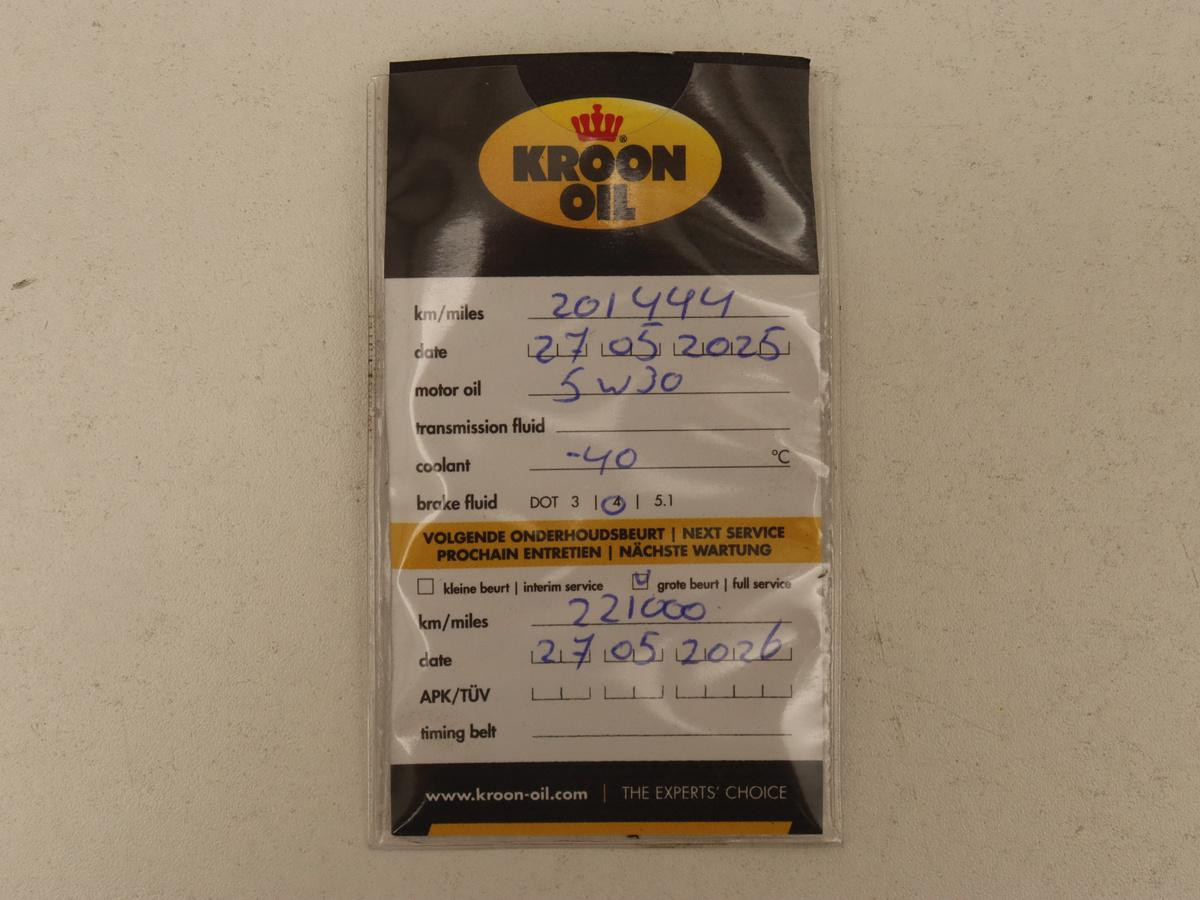 KROON
OIL
®
km/miles 201444
date 27 05 2025
motor oil 5W30
transmission fluid
coolant -40 °C
brake fluid DOT 3 | 4 | 5.1
VOLGENDE ONDERHOUDSBEURT | NEXT SERVICE
PROCHAIN ENTRETIEN | NÄCHSTE WARTUNG
kleine beurt | interim service grote beurt | full service
km/miles 221000
date 27 05 2026
APK/TÜV
timing belt
www.kroon-oil.com | THE EXPERTS' CHOICE